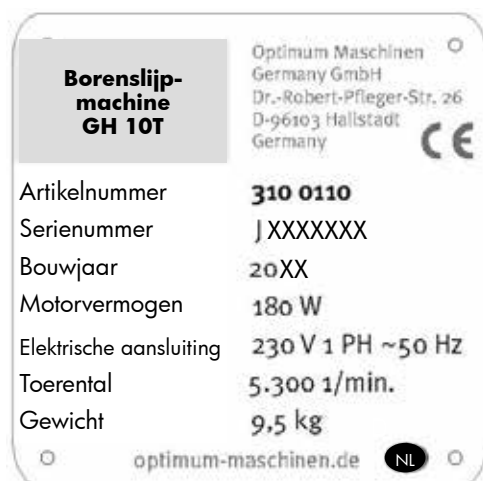 Borenslijp-
machine
GH 10T
Optimum Maschinen
Germany GmbH
Dr.-Robert-Pfleger-Str. 26
D-96103 Hallstadt
Germany
CE
Artikelnummer 310 0110
Serienummer J XXXXXXX
Bouwjaar 20XX
Motorvermogen 180 W
Elektrische aansluiting 230 V 1 PH ~50 Hz
Toerental 5.300 1/min.
Gewicht 9,5 kg
optimum-maschinen.de NL